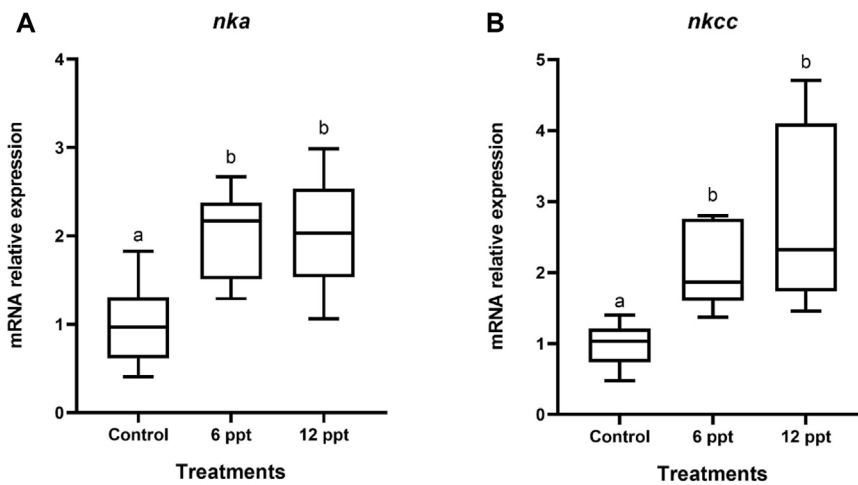 A
nka
mRNA relative expression
4
3
2
1
0
a
b
b
Control
6 ppt
12 ppt
Treatments
B
nkcc
mRNA relative expression
5
4
3
2
1
0
a
b
b
Control
6 ppt
12 ppt
Treatments